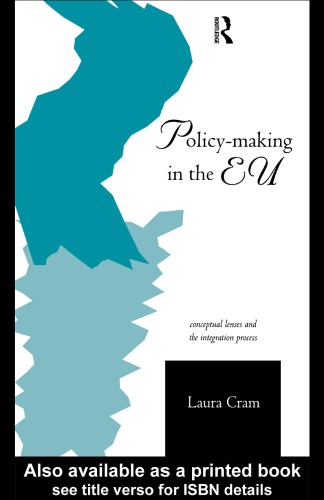 ROUTLEDGE
Policy-making
in the EU
conceptual lenses and
the integration process
Laura Cram
Also available as a printed book
see title verso for ISBN details